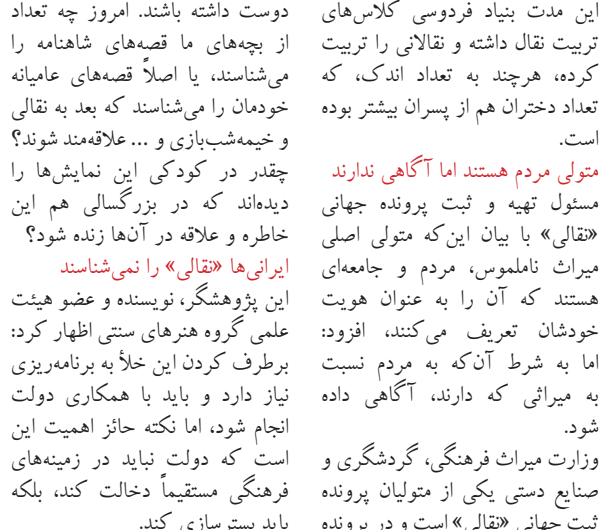 این مدت بنیاد فردوسی کلاس‌های
تربیت نقال داشته و نقالانی را تربیت
کرده، هرچند به تعداد اندک، که
تعداد دختران هم از پسران بیشتر بوده
است.
متولی مردم هستند اما آگاهی ندارند
مسئول تهیه و ثبت پرونده جهانی
«نقالی» با بیان این‌که متولی اصلی
میراث ناملموس، مردم و جامعه‌ای
هستند که آن را به عنوان هویت
خودشان تعریف می‌کنند، افزود:
اما به شرط آن‌که به مردم نسبت
به میراثی که دارند، آگاهی داده
شود.
وزارت میراث فرهنگی، گردشگری و
صنایع دستی یکی از متولیان پرونده
ثبت جهانی «نقالی» است و در پرونده
دوست داشته باشند. امروز چه تعداد
از بچه‌های ما قصه‌های شاهنامه را
می‌شناسند، یا اصلاً قصه‌های عامیانه
خودمان را می‌شناسند که بعد به نقالی
و خیمه‌شب‌بازی و ... علاقه‌مند شوند؟
چقدر در کودکی این نمایش‌ها را
دیده‌اند که در بزرگسالی هم این
خاطره و علاقه در آن‌ها زنده شود؟
ایرانی‌ها «نقالی» را نمی‌شناسند
این پژوهشگر، نویسنده و عضو هیئت
علمی گروه هنرهای سنتی اظهار کرد:
برطرف کردن این خلأ به برنامه‌ریزی
نیاز دارد و باید با همکاری دولت
انجام شود، اما نکته حائز اهمیت این
است که دولت نباید در زمینه‌های
فرهنگی مستقیماً دخالت کند، بلکه
باید بسترسازی کند.